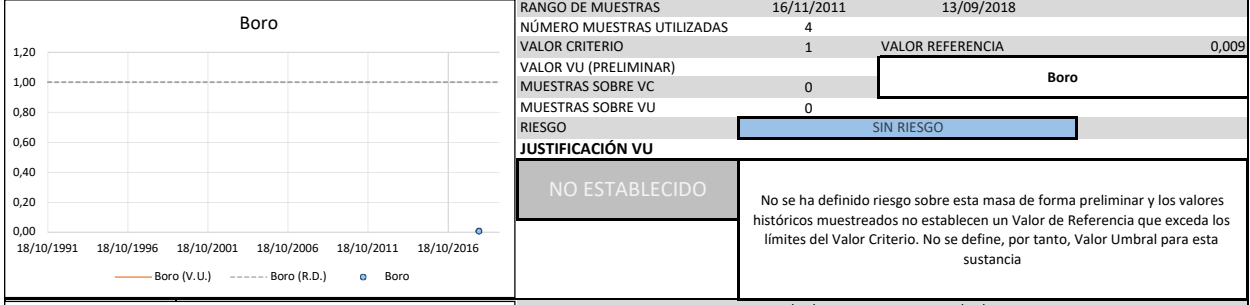 Boro
1,20
1,00
0,80
0,60
0,40
0,20
0,00
18/10/1991 18/10/1996 18/10/2001 18/10/2006 18/10/2011 18/10/2016
Boro (V.U.) Boro (R.D.) Boro
RANGO DE MUESTRAS 16/11/2011 13/09/2018
NÚMERO MUESTRAS UTILIZADAS 4
VALOR CRITERIO 1 VALOR REFERENCIA 0,009
VALOR VU (PRELIMINAR)
Boro
MUESTRAS SOBRE VC 0
MUESTRAS SOBRE VU 0
RIESGO SIN RIESGO
JUSTIFICACIÓN VU
NO ESTABLECIDO
No se ha definido riesgo sobre esta masa de forma preliminar y los valores
históricos muestreados no establecen un Valor de Referencia que exceda los
límites del Valor Criterio. No se define, por tanto, Valor Umbral para esta
sustancia